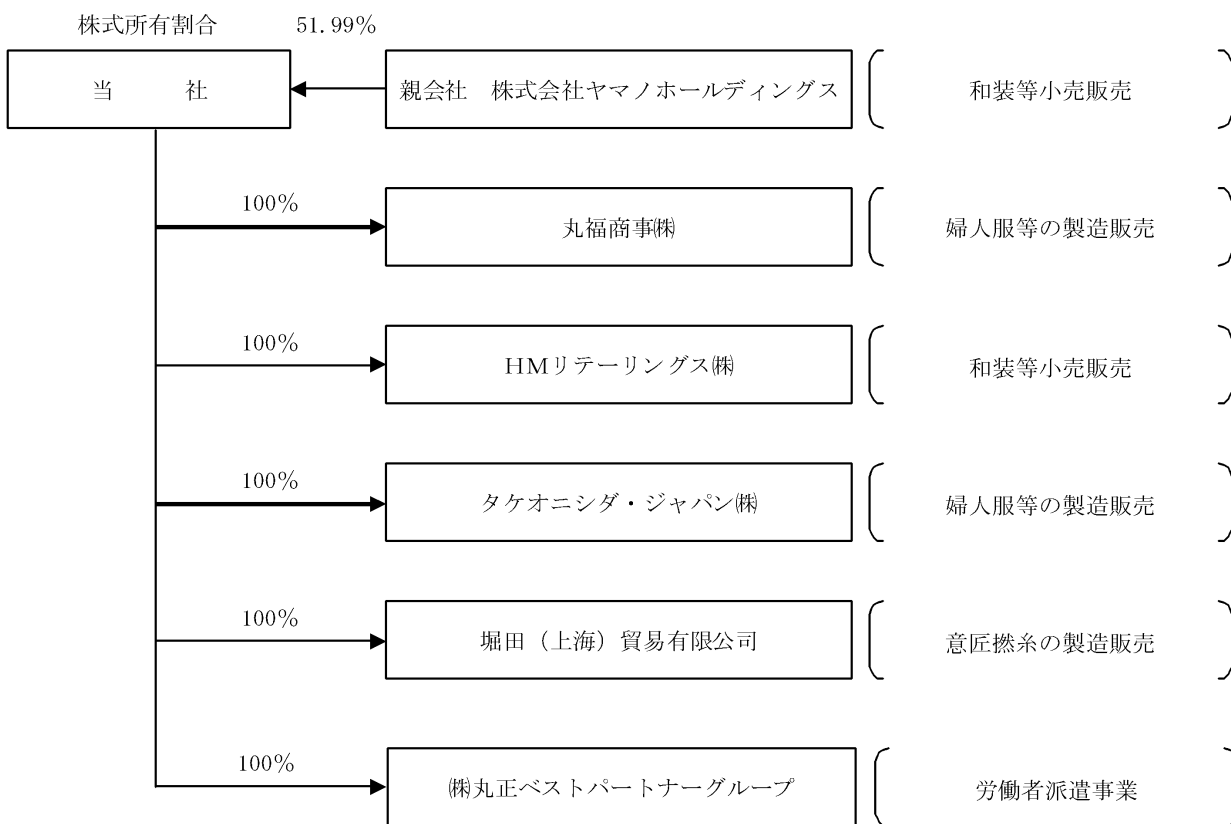 株式所有割合 51.99%
当 社 親会社 株式会社ヤマノホールディングス 和装等小売販売
100%
丸福商事㈱ 婦人服等の製造販売
100%
HMリテーリングス㈱ 和装等小売販売
100%
タケオニシダ・ジャパン㈱ 婦人服等の製造販売
100%
堀田（上海）貿易有限公司 意匠撚糸の製造販売
100%
㈱丸正ベストパートナーグループ 労働者派遣事業